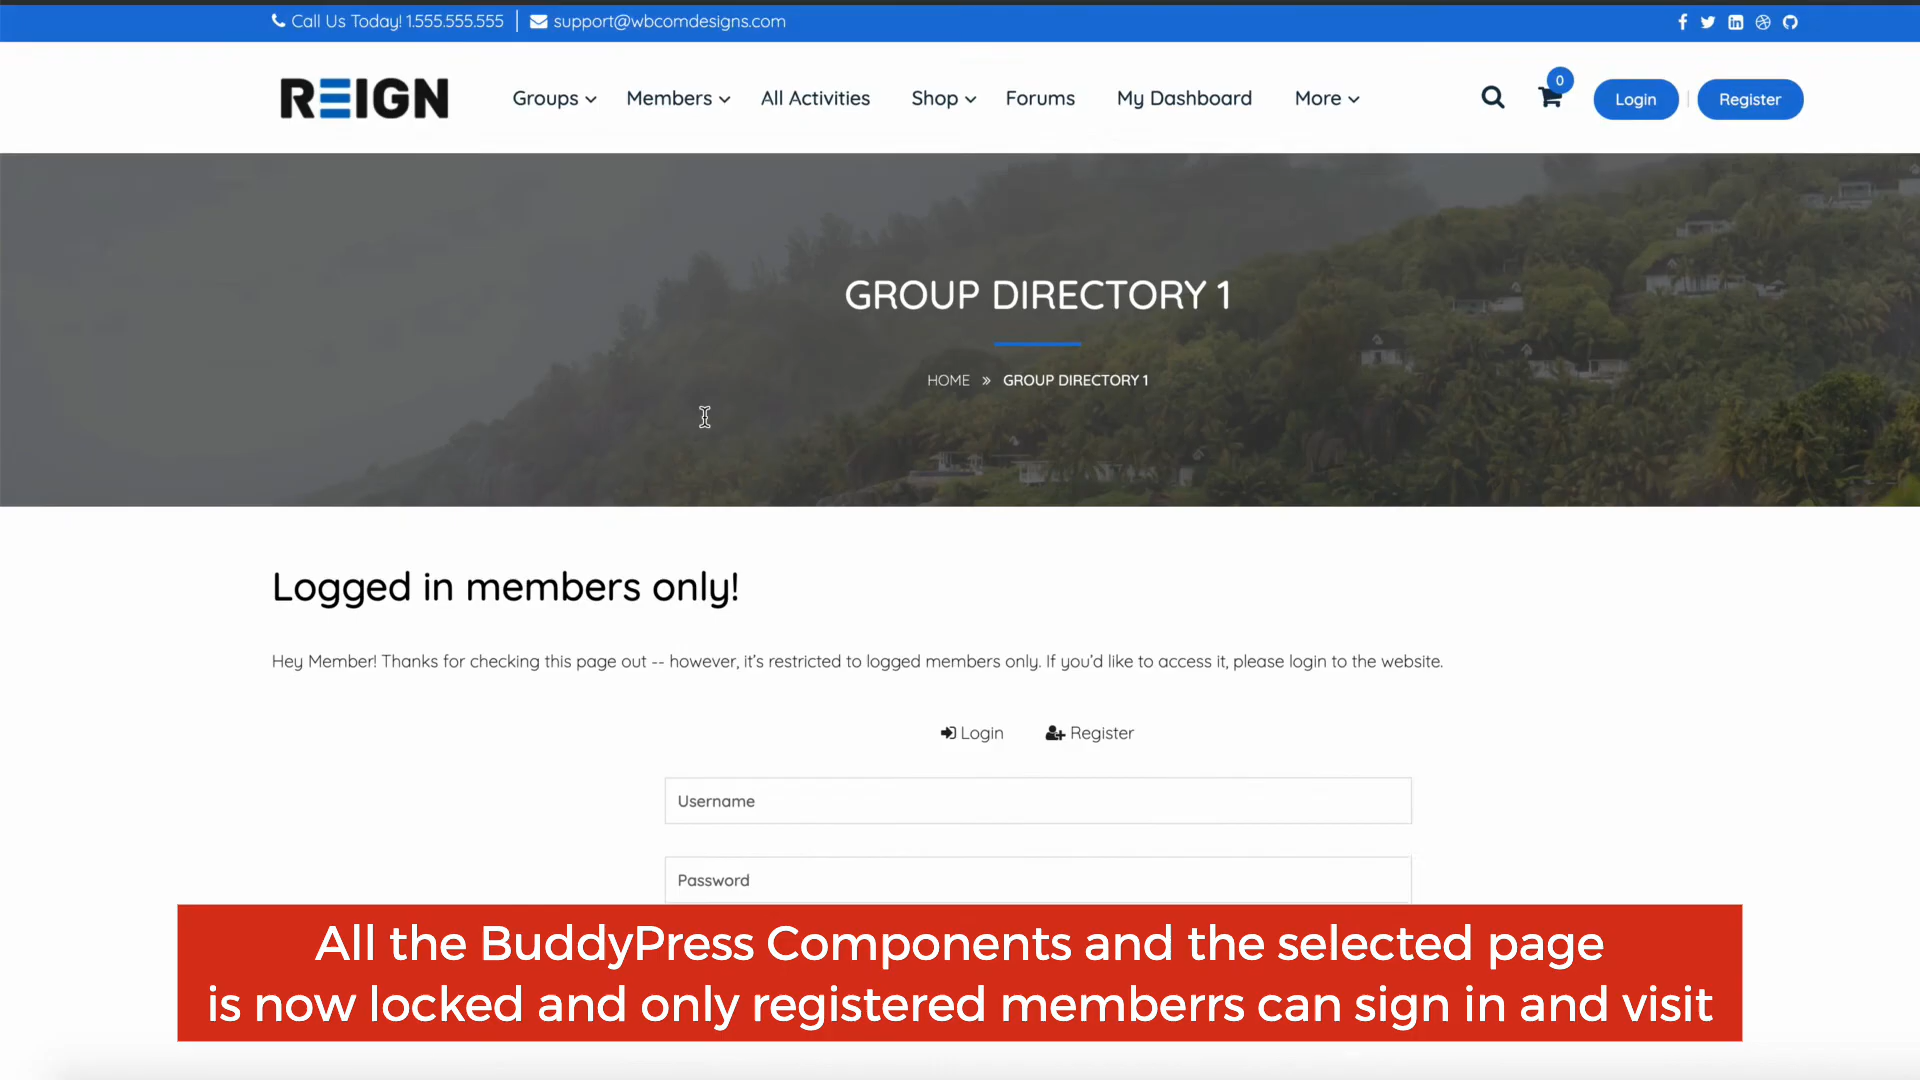 Call Us Today! 1.555.555.555 | support@wbcomdesigns.com
REIGN Groups Members All Activities Shop Forums My Dashboard More 0 Login | Register
GROUP DIRECTORY 1
HOME » GROUP DIRECTORY 1
Logged in members only!
Hey Member! Thanks for checking this page out -- however, it's restricted to logged members only. If you'd like to access it, please login to the website.
Login Register
Username
Password
All the BuddyPress Components and the selected page
is now locked and only registered memberrs can sign in and visit